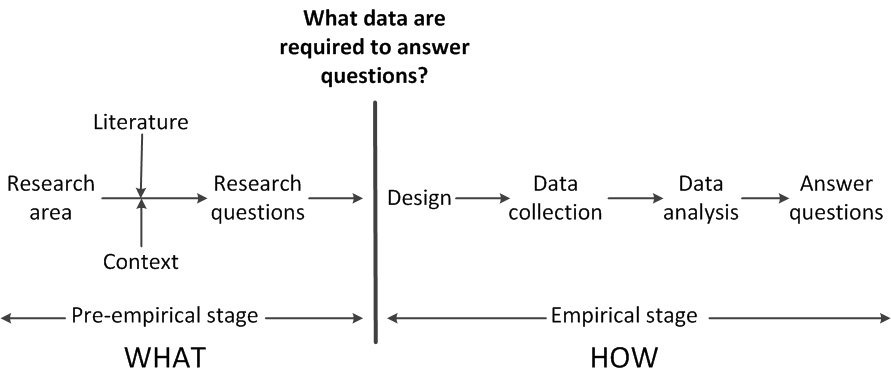 What data are
required to answer
questions?
Literature
Research
area
Research
questions
Context
Design
Data
collection
Data
analysis
Answer
questions
Pre-empirical stage
Empirical stage
WHAT
HOW